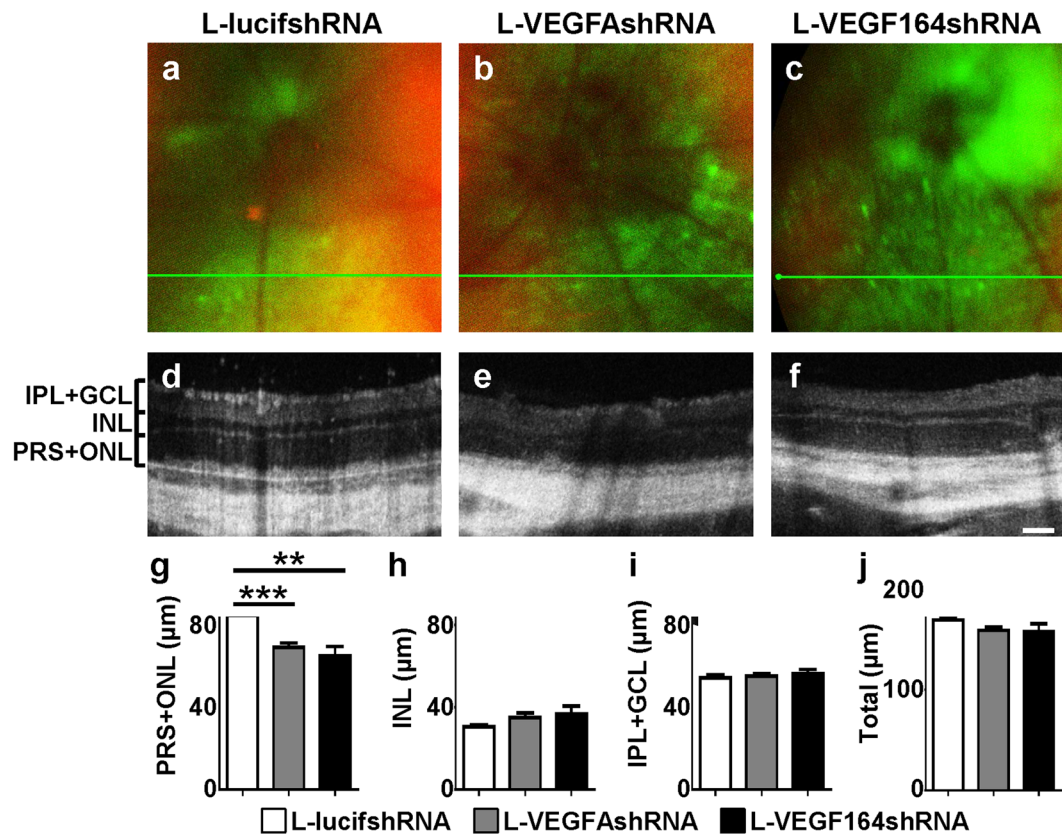 L-lucifshRNA L-VEGFAshRNA L-VEGF164shRNA
a b c
d e f
IPL+GCL
INL
PRS+ONL
g h i j
** 
***
PRS+ONL (µm)
80
40
0
INL (µm)
80
40
0
IPL+GCL (µm)
80
40
0
Total (µm)
200
100
0
L-lucifshRNA L-VEGFAshRNA L-VEGF164shRNA